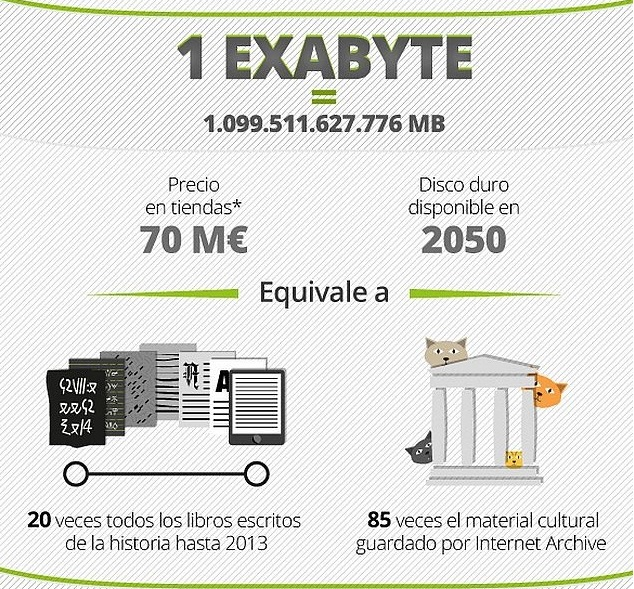 1 EXABYTE
=
1.099.511.627.776 MB
Precio
en tiendas*
70 M€
Disco duro
disponible en
2050
Equivale a
A
20 veces todos los libros escritos
de la historia hasta 2013
85 veces el material cultural
guardado por Internet Archive